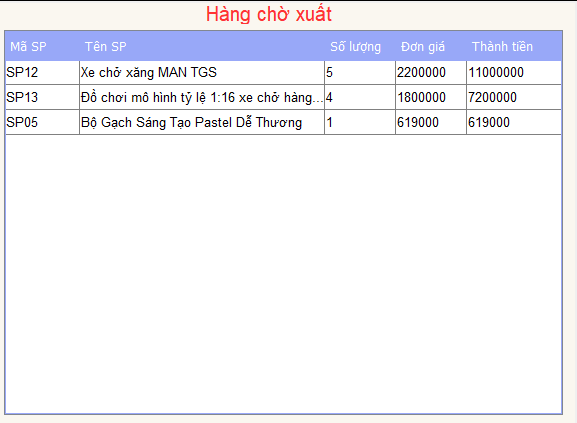 Hàng chờ xuất
Mã SP Tên SP Số lượng Đơn giá Thành tiền
SP12 Xe chở xăng MAN TGS 5 2200000 11000000
SP13 Đồ chơi mô hình tỷ lệ 1:16 xe chở hàng... 4 1800000 7200000
SP05 Bộ Gạch Sáng Tạo Pastel Dễ Thương 1 619000 619000